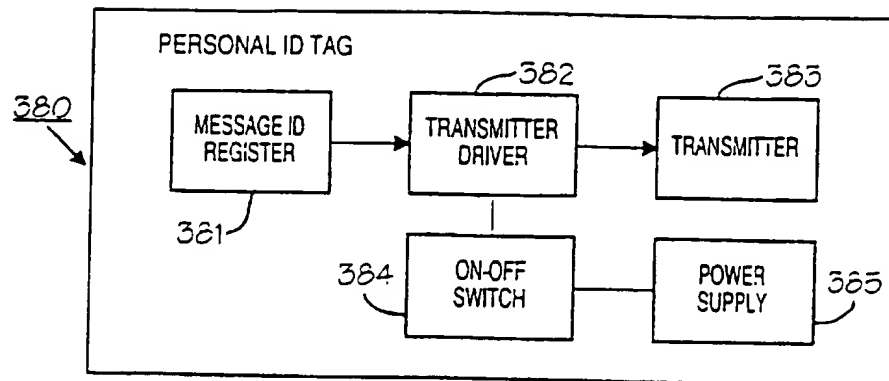 PERSONAL ID TAG
382
383
380
MESSAGE ID
REGISTER
TRANSMITTER
DRIVER
TRANSMITTER
381
384
ON-OFF
SWITCH
POWER
SUPPLY
385